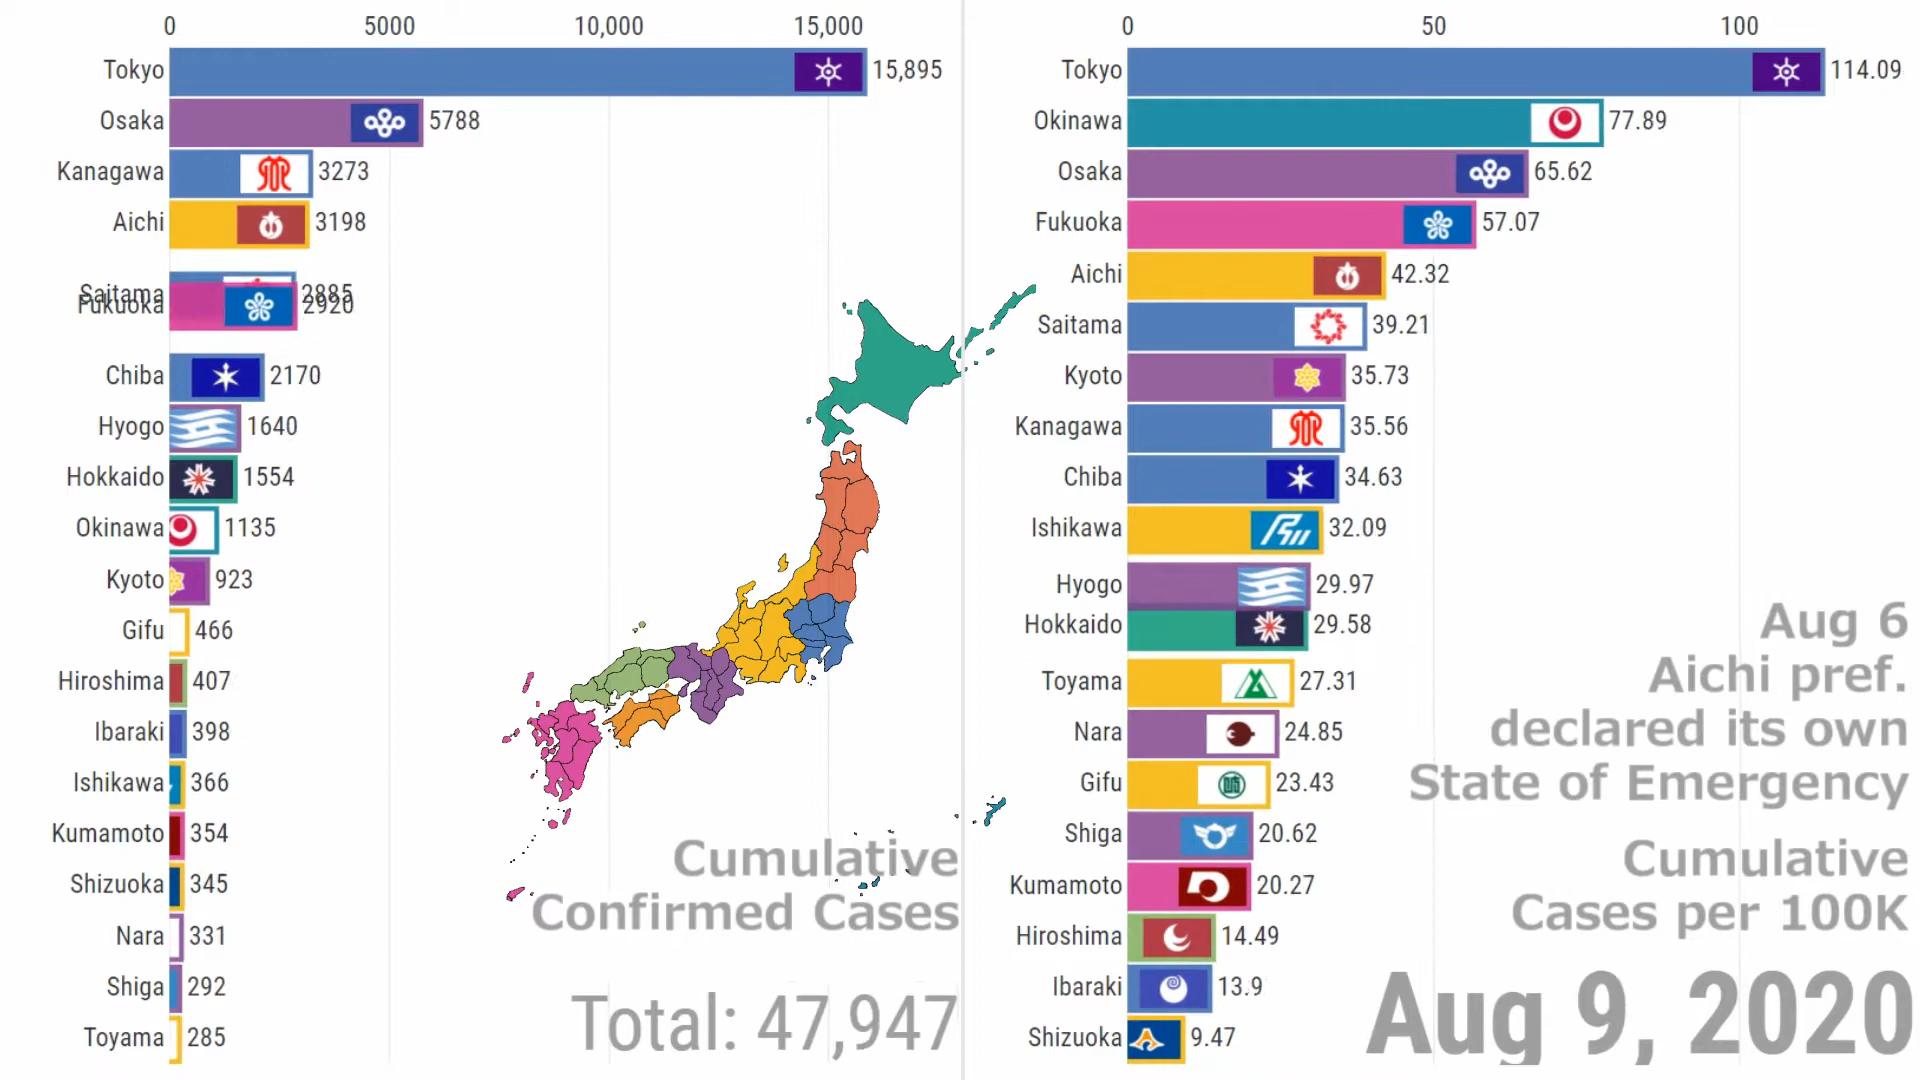 0 5000 10,000 15,000
Tokyo 15,895
Osaka 5788
Kanagawa 3273
Aichi 3198
Saitama 2885
Fukuoka 2920
Chiba 2170
Hyogo 1640
Hokkaido 1554
Okinawa 1135
Kyoto 923
Gifu 466
Hiroshima 407
Ibaraki 398
Ishikawa 366
Kumamoto 354
Shizuoka 345
Nara 331
Shiga 292
Toyama 285
Cumulative
Confirmed Cases
Total: 47,947
0 50 100
Tokyo 114.09
Okinawa 77.89
Osaka 65.62
Fukuoka 57.07
Aichi 42.32
Saitama 39.21
Kyoto 35.73
Kanagawa 35.56
Chiba 34.63
Ishikawa 32.09
Hyogo 29.97
Hokkaido 29.58
Toyama 27.31
Nara 24.85
Gifu 23.43
Shiga 20.62
Kumamoto 20.27
Hiroshima 14.49
Ibaraki 13.9
Shizuoka 9.47
Aug 6
Aichi pref.
declared its own
State of Emergency
Cumulative
Cases per 100K
Aug 9, 2020